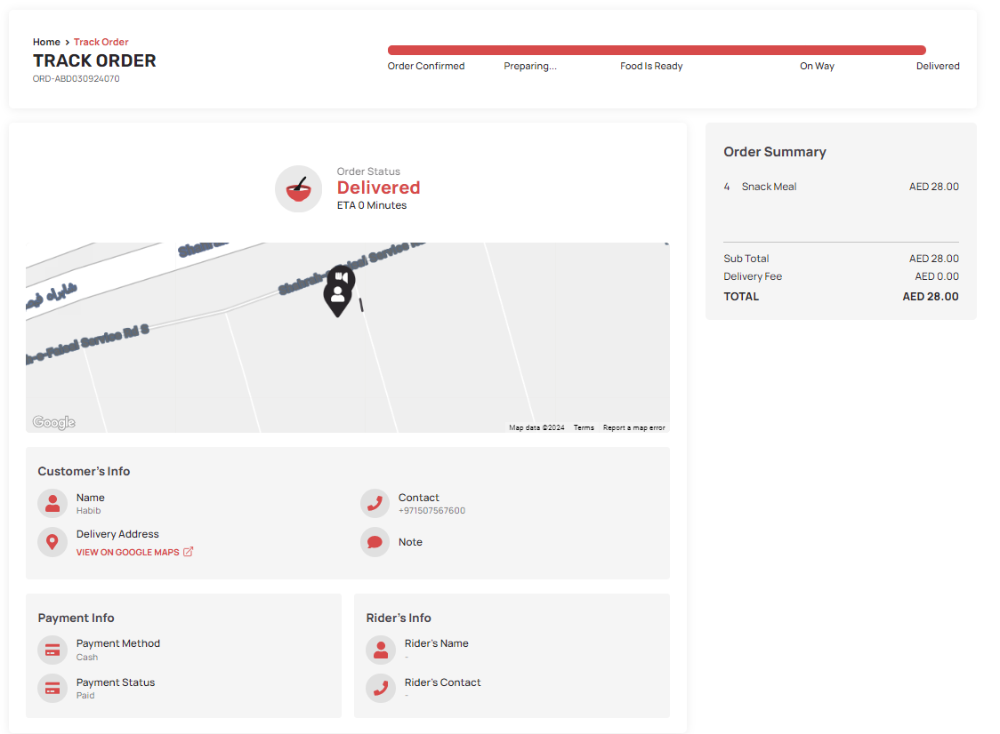 Home > Track Order
TRACK ORDER
ORD-ABD030924070
Order Confirmed
Preparing...
Food Is Ready
On Way
Delivered
Order Status
Delivered
ETA 0 Minutes
Service Rd S
Google
Map data ©2024 Terms Report a map error
Customer's Info
Name
Habib
Contact
+971507567600
Delivery Address
VIEW ON GOOGLE MAPS
Note
Payment Info
Payment Method
Cash
Payment Status
Paid
Rider's Info
Rider's Name
-
Rider's Contact
-
Order Summary
4 Snack Meal AED 28.00
Sub Total AED 28.00
Delivery Fee AED 0.00
TOTAL AED 28.00